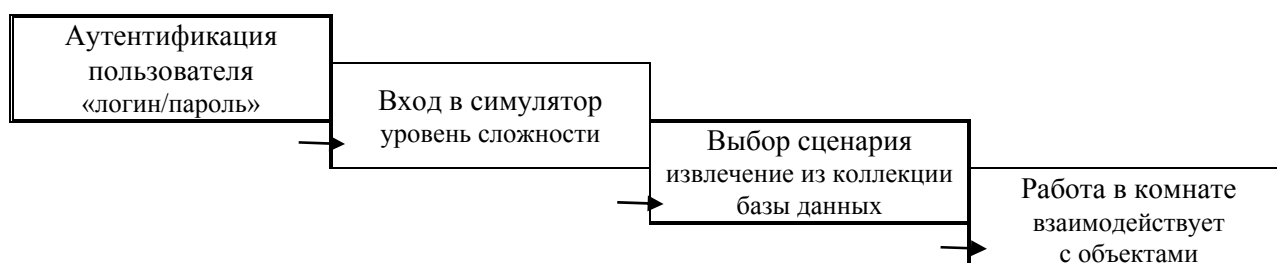 Аутентификация
пользователя
«логин/пароль»
Вход в симулятор
уровень сложности
Выбор сценария
извлечение из коллекции
базы данных
Работа в комнате
взаимодействует
с объектами